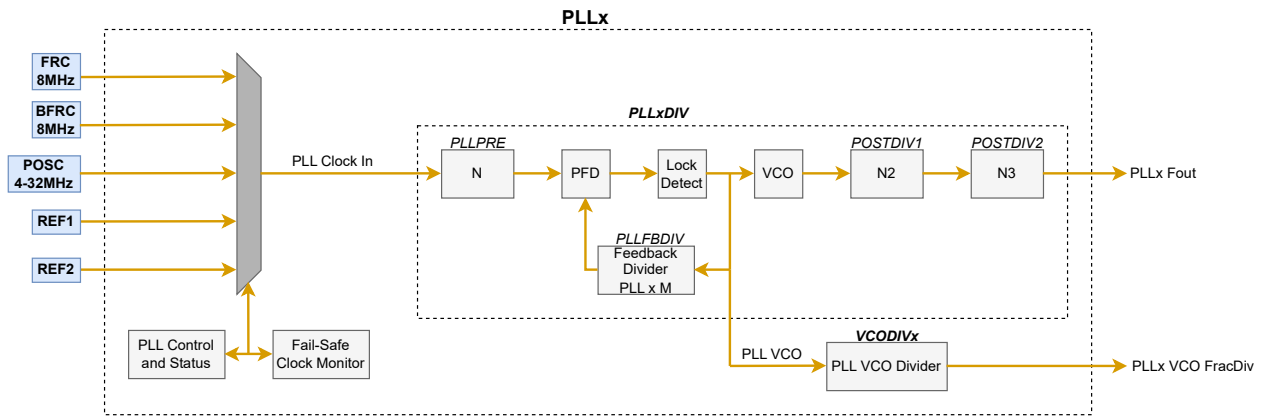 PLLx
FRC
8MHz
BFRC
8MHz
POSC
4-32MHz
REF1
REF2
PLL Clock In
PLLxDIV
PLLPRE
N
PFD
Lock
Detect
VCO
POSTDIV1
N2
POSTDIV2
N3
PLLx Fout
PLLFBDIV
Feedback
Divider
PLL x M
PLL Control
and Status
Fail-Safe
Clock Monitor
PLL VCO
VCODIVx
PLL VCO Divider
PLLx VCO FracDiv